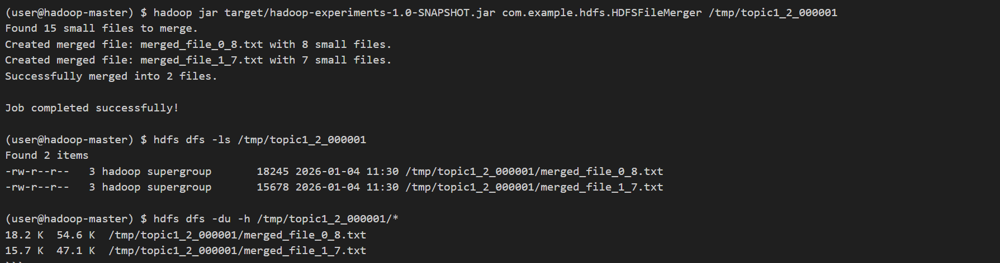 (user@hadoop-master) $ hadoop jar target/hadoop-experiments-1.0-SNAPSHOT.jar com.example.hdfs.HDFSFileMerger /tmp/topic1_2_000001
Found 15 small files to merge.
Created merged file: merged_file_0_8.txt with 8 small files.
Created merged file: merged_file_1_7.txt with 7 small files.
Successfully merged into 2 files.

Job completed successfully!

(user@hadoop-master) $ hdfs dfs -ls /tmp/topic1_2_000001
Found 2 items
-rw-r--r--   3 hadoop supergroup       18245 2026-01-04 11:30 /tmp/topic1_2_000001/merged_file_0_8.txt
-rw-r--r--   3 hadoop supergroup       15678 2026-01-04 11:30 /tmp/topic1_2_000001/merged_file_1_7.txt

(user@hadoop-master) $ hdfs dfs -du -h /tmp/topic1_2_000001/*
18.2 K  54.6 K  /tmp/topic1_2_000001/merged_file_0_8.txt
15.7 K  47.1 K  /tmp/topic1_2_000001/merged_file_1_7.txt
```